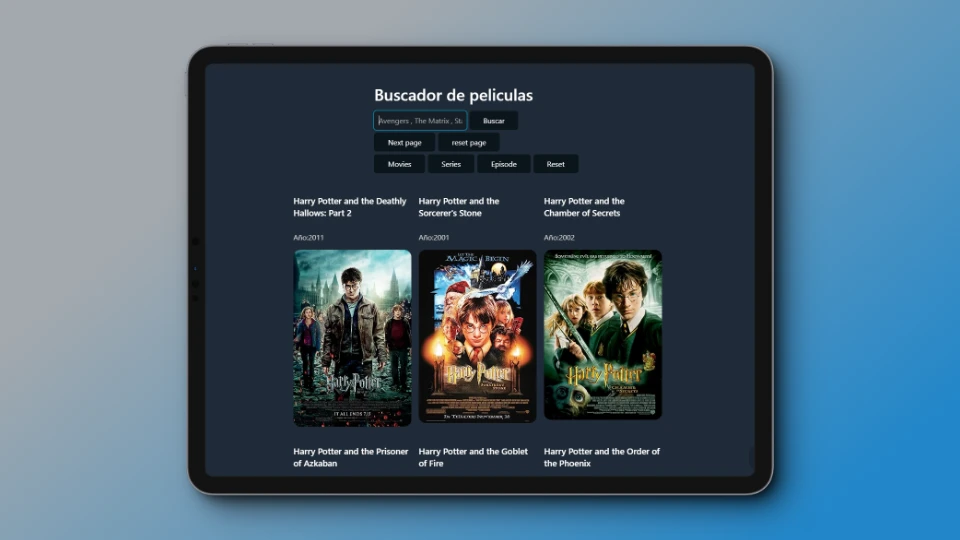 Buscador de peliculas
Avengers , The Matrix , St
Buscar
Next page
reset page
Movies
Series
Episode
Reset
Harry Potter and the Deathly
Hallows: Part 2
Año:2011
Harry Potter
IT ALL ENDS 7.15
Harry Potter and the
Sorcerer's Stone
Año:2001
LET THE
MAGIC BEGIN
Harry Potter
IN THEATERS NOVEMBER 16
Harry Potter and the
Chamber of Secrets
Año:2002
Harry Potter
Harry Potter and the Prisoner
of Azkaban
Harry Potter and the Goblet
of Fire
Harry Potter and the Order of
the Phoenix